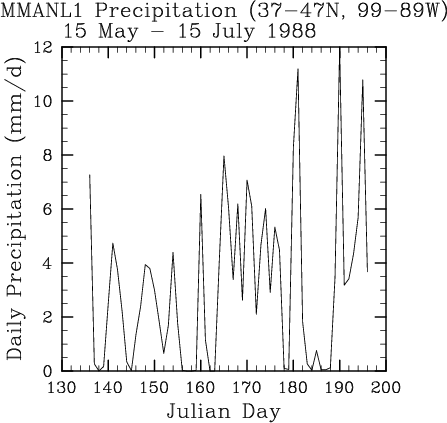 MMANL1 Precipitation (37-47N, 99-89W)
15 May - 15 July 1988
Daily Precipitation (mm/d)
12
10
8
6
4
2
0
130 140 150 160 170 180 190 200
Julian Day